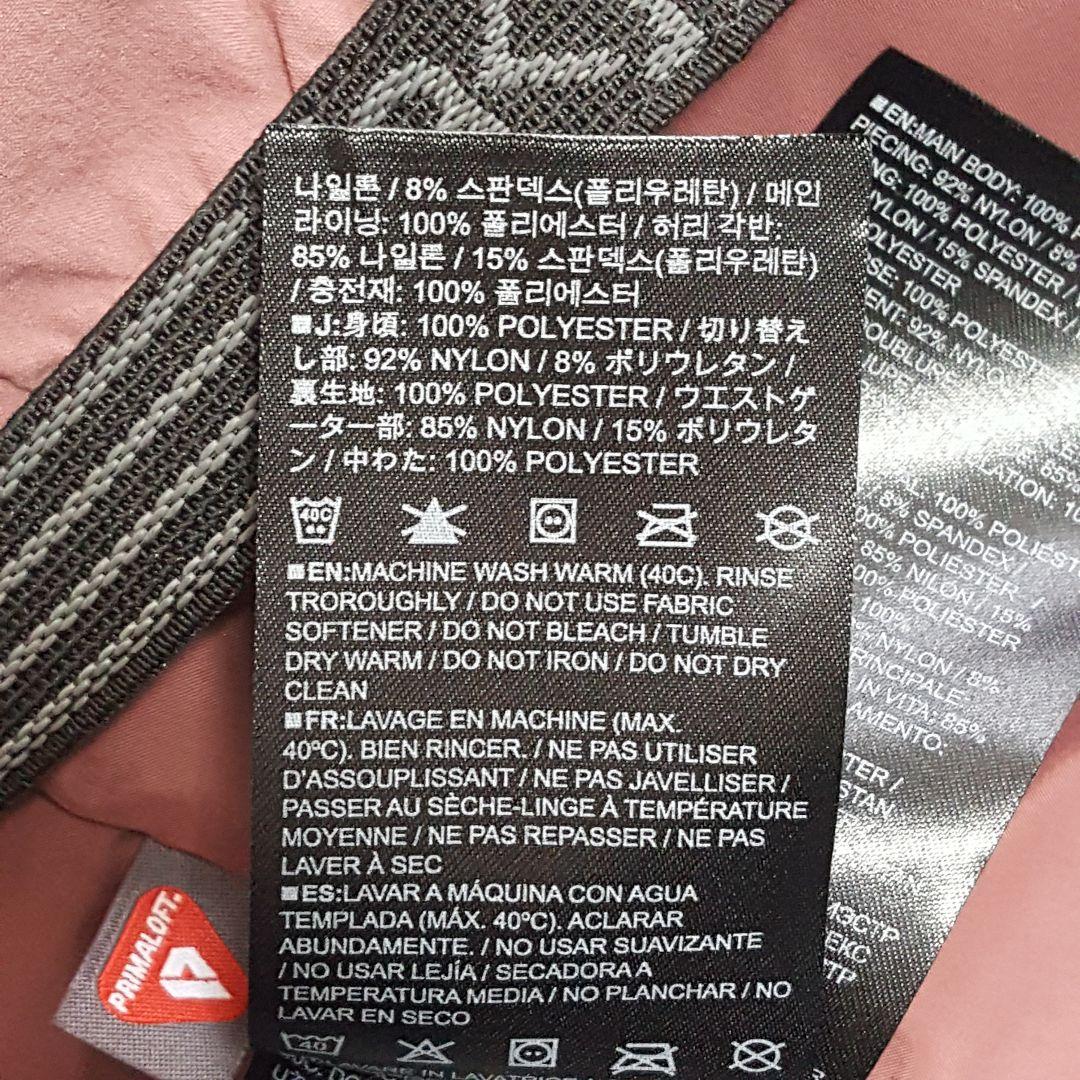 나일론 / 8% 스판덱스(폴리우레탄) / 메인
라이닝: 100% 폴리에스터 / 허리 각반:
85% 나일론 / 15% 스판덱스(폴리우레탄)
/ 충전재: 100% 폴리에스터
J:身頃: 100% POLYESTER / 切り替え
し部: 92% NYLON / 8% ポリウレタン /
裏生地: 100% POLYESTER / ウエストゲ
ーター部: 85% NYLON / 15% ポリウレタ
ン / 中わた: 100% POLYESTER
40C
EN:MACHINE WASH WARM (40C). RINSE
TROROUGHLY / DO NOT USE FABRIC
SOFTENER / DO NOT BLEACH / TUMBLE
DRY WARM / DO NOT IRON / DO NOT DRY
CLEAN
FR:LAVAGE EN MACHINE (MAX.
40ºC). BIEN RINCER. / NE PAS UTILISER
D'ASSOUPLISSANT / NE PAS JAVELLISER /
PASSER AU SÈCHE-LINGE À TEMPÉRATURE
MOYENNE / NE PAS REPASSER / NE PAS
LAVER À SEC
ES:LAVAR A MÁQUINA CON AGUA
TEMPLADA (MÁX. 40ºC). ACLARAR
ABUNDAMENTE. / NO USAR SUAVIZANTE
/ NO USAR LEJÍA / SECADORA A
TEMPERATURA MEDIA / NO PLANCHAR / NO
LAVAR EN SECO
40
EN:MAIN BODY: 100%
PIECING: 92% NYLON / 8%
100% POLYESTER /
NYLON / 15% SPANDEX /
POLYESTER
100% POLYESTER
92% NYLON
DOUBLURE
65%
100% POLIÉSTER
8% SPANDEX /
POLIESTER /
85% NILÓN / 15%
POLIESTER
100%
NYLON / 8%
PRINCIPALE:
IN VITA: 85%
PRIMALOFT